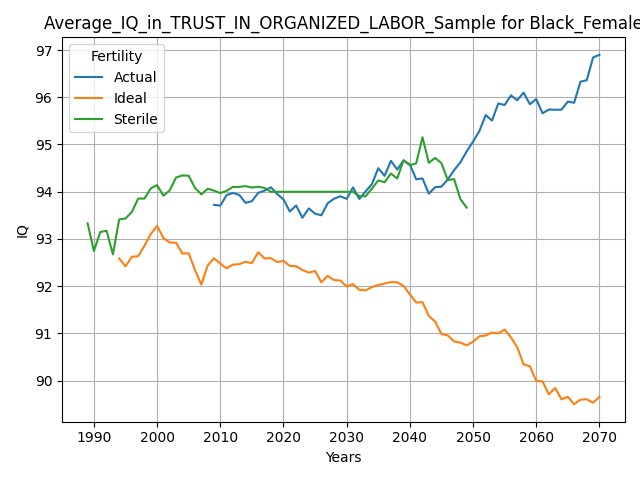 Average_IQ_in_TRUST_IN_ORGANIZED_LABOR_Sample for Black_Female
Fertility
Actual
Ideal
Sterile
97
96
95
94
93
92
91
90
IQ
1990 2000 2010 2020 2030 2040 2050 2060 2070
Years